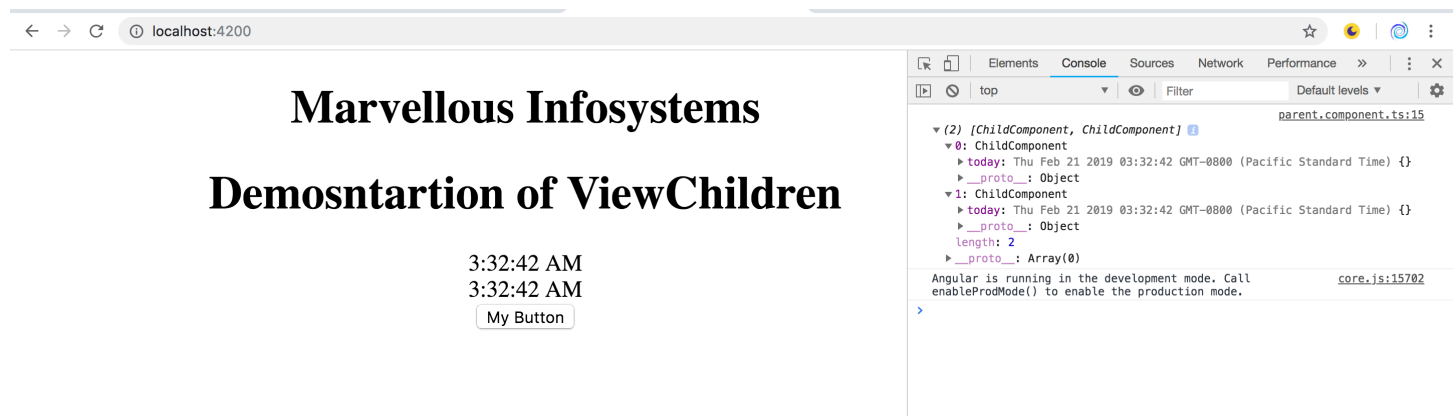 localhost:4200
Marvellous Infosystems
Demosntartion of ViewChildren
3:32:42 AM
3:32:42 AM
My Button
Elements Console Sources Network Performance »
top Filter Default levels ▼
parent.component.ts:15
(2) [ChildComponent, ChildComponent] i
0: ChildComponent
today: Thu Feb 21 2019 03:32:42 GMT-0800 (Pacific Standard Time) {}
__proto__: Object
1: ChildComponent
today: Thu Feb 21 2019 03:32:42 GMT-0800 (Pacific Standard Time) {}
__proto__: Object
length: 2
__proto__: Array(0)
Angular is running in the development mode. Call core.js:15702
enableProdMode() to enable the production mode.